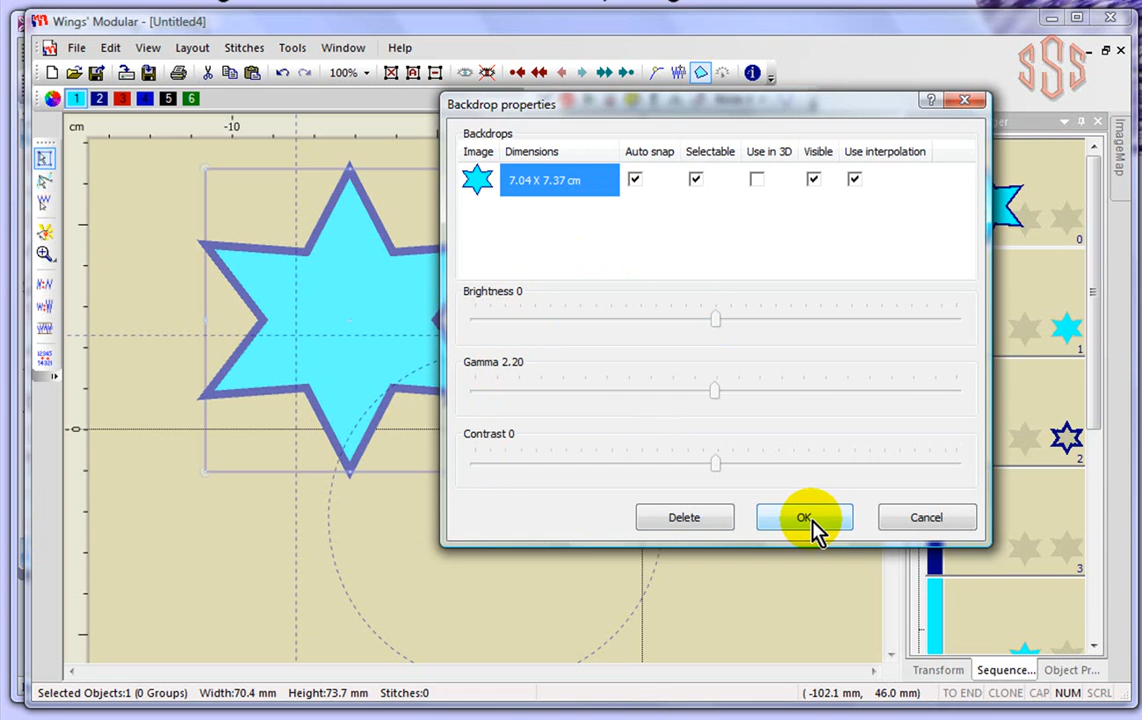 Wings' Modular - [Untitled4]
File Edit View Layout Stitches Tools Window Help
SSS
100%
1 2 3 4 5 6
Backdrop properties
cm
-10
Backdrops
Image Dimensions Auto snap Selectable Use in 3D Visible Use interpolation
7.04 X 7.37 cm
ImageMap
0
Brightness 0
1
Gamma 2.20
0
Contrast 0
2
Delete OK Cancel
3
Transform Sequence... Object Pr...
Selected Objects:1 (0 Groups) Width:70.4 mm Height:73.7 mm Stitches:0 ( -102.1 mm, 46.0 mm) TO END CLONE CAP NUM SCRL